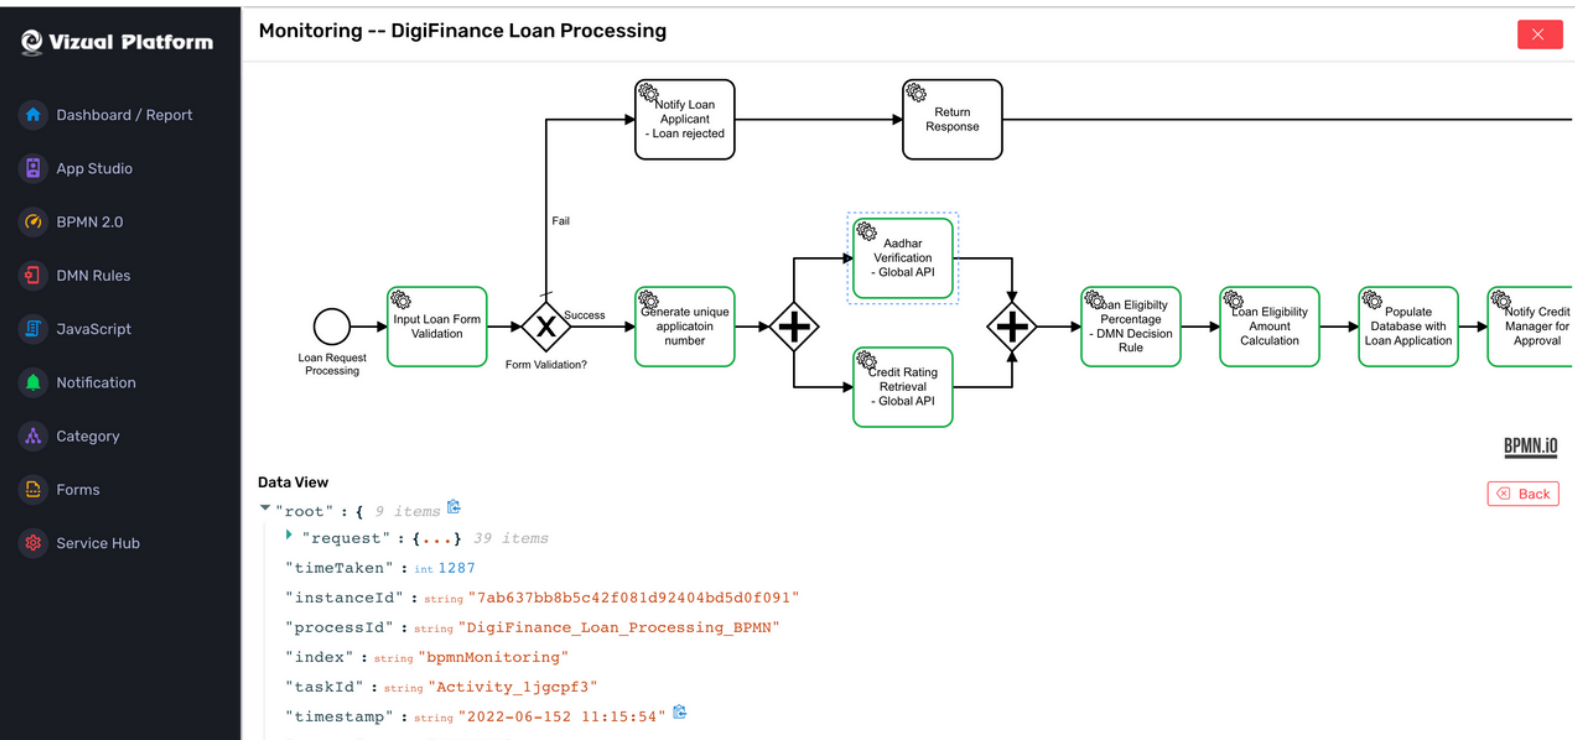 Vizual Platform
Dashboard / Report
App Studio
BPMN 2.0
DMN Rules
JavaScript
Notification
Category
Forms
Service Hub
Monitoring -- DigiFinance Loan Processing
Notify Loan
Applicant
- Loan rejected
Return
Response
Fail
Aadhar
Verification
- Global API
Loan Request
Processing
Input Loan Form
Validation
Form Validation?
Success
Generate unique
applicatoin
number
Credit Rating
Retrieval
- Global API
Loan Eligibilty
Percentage
- DMN Decision
Rule
Loan Eligibility
Amount
Calculation
Populate
Database with
Loan Application
Notify Credit
Manager for
Approval
BPMN.iO
Back
Data View
"root" : { 9 items
"request" : {...} 39 items
"timeTaken" : int 1287
"instanceId" : string "7ab637bb8b5c42f081d92404bd5d0f091"
"processId" : string "DigiFinance_Loan_Processing_BPMN"
"index" : string "bpmnMonitoring"
"taskId" : string "Activity_1jgcpf3"
"timestamp" : string "2022-06-152 11:15:54"